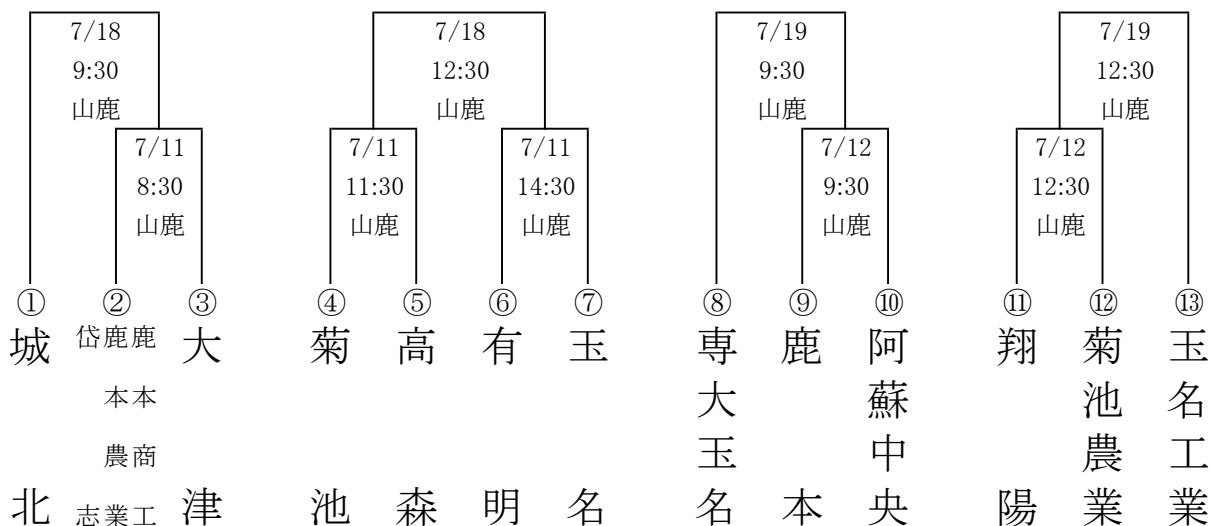 7/18
9:30
山鹿
7/18
12:30
山鹿
7/19
9:30
山鹿
7/19
12:30
山鹿
7/11
8:30
山鹿
7/11
11:30
山鹿
7/11
14:30
山鹿
7/12
9:30
山鹿
7/12
12:30
山鹿
①
城北
②
鹿本商工
鹿本農業
岱志
③
大津
④
菊池
⑤
高森
⑥
有明
⑦
玉名
⑧
専大玉名
⑨
鹿本
⑩
阿蘇中央
⑪
翔陽
⑫
菊池農業
⑬
玉名工業